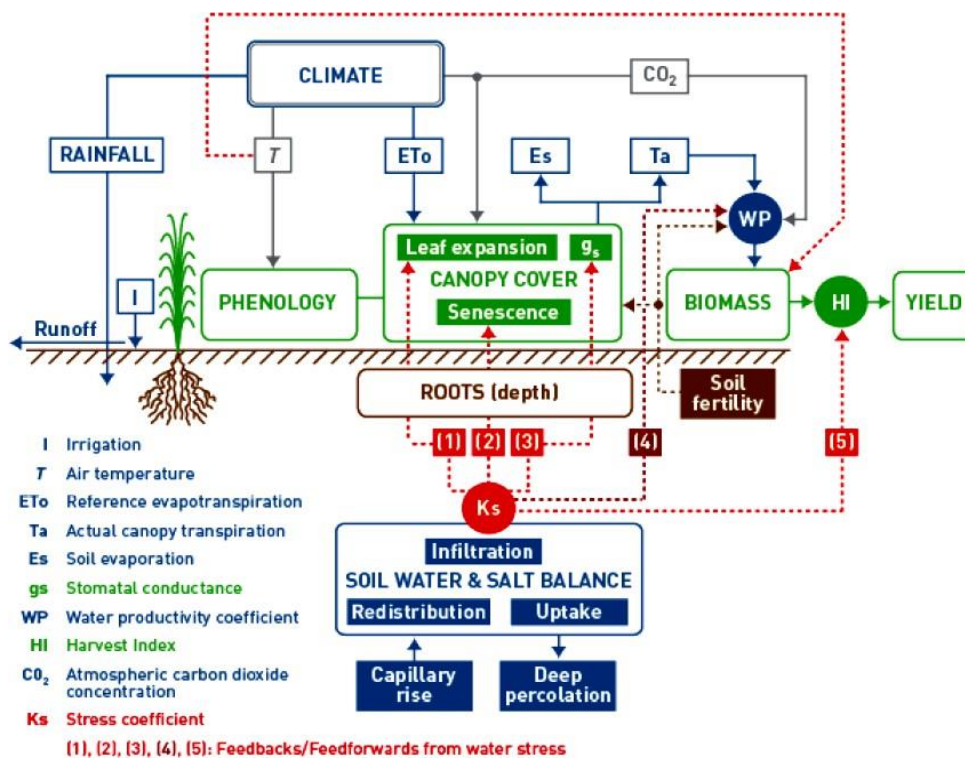 CLIMATE
CO₂
RAINFALL
T
ETo
Es
Ta
WP
Leaf expansion
gs
CANOPY COVER
Senescence
PHENOLOGY
BIOMASS
HI
YIELD
I
Runoff
ROOTS (depth)
Soil
fertility
(1)
(2)
(3)
(4)
(5)
Ks
Infiltration
SOIL WATER & SALT BALANCE
Redistribution
Uptake
Capillary
rise
Deep
percolation
I Irrigation
T Air temperature
ETo Reference evapotranspiration
Ta Actual canopy transpiration
Es Soil evaporation
gs Stomatal conductance
WP Water productivity coefficient
HI Harvest Index
CO₂ Atmospheric carbon dioxide
concentration
Ks Stress coefficient
(1), (2), (3), (4), (5): Feedbacks/Feedforwards from water stress